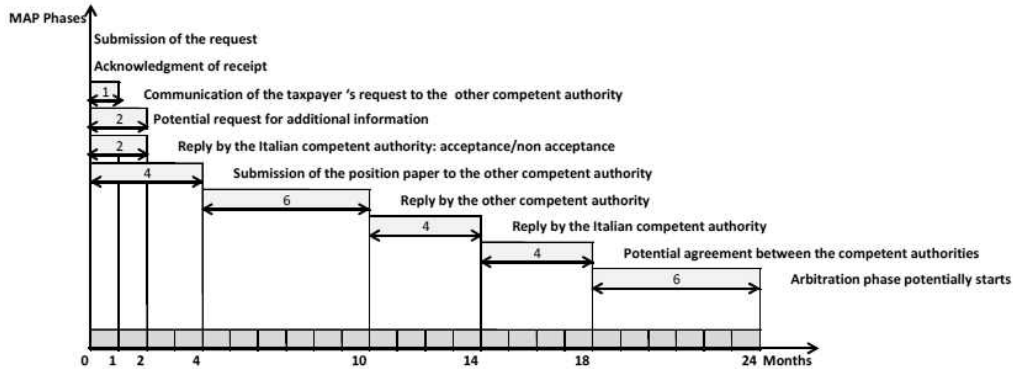 MAP Phases
Submission of the request
Acknowledgment of receipt
1 Communication of the taxpayer 's request to the other competent authority
2 Potential request for additional information
2 Reply by the Italian competent authority: acceptance/non acceptance
4 Submission of the position paper to the other competent authority
6 Reply by the other competent authority
4 Reply by the Italian competent authority
4 Potential agreement between the competent authorities
6 Arbitration phase potentially starts
0 1 2 4 10 14 18 24 Months